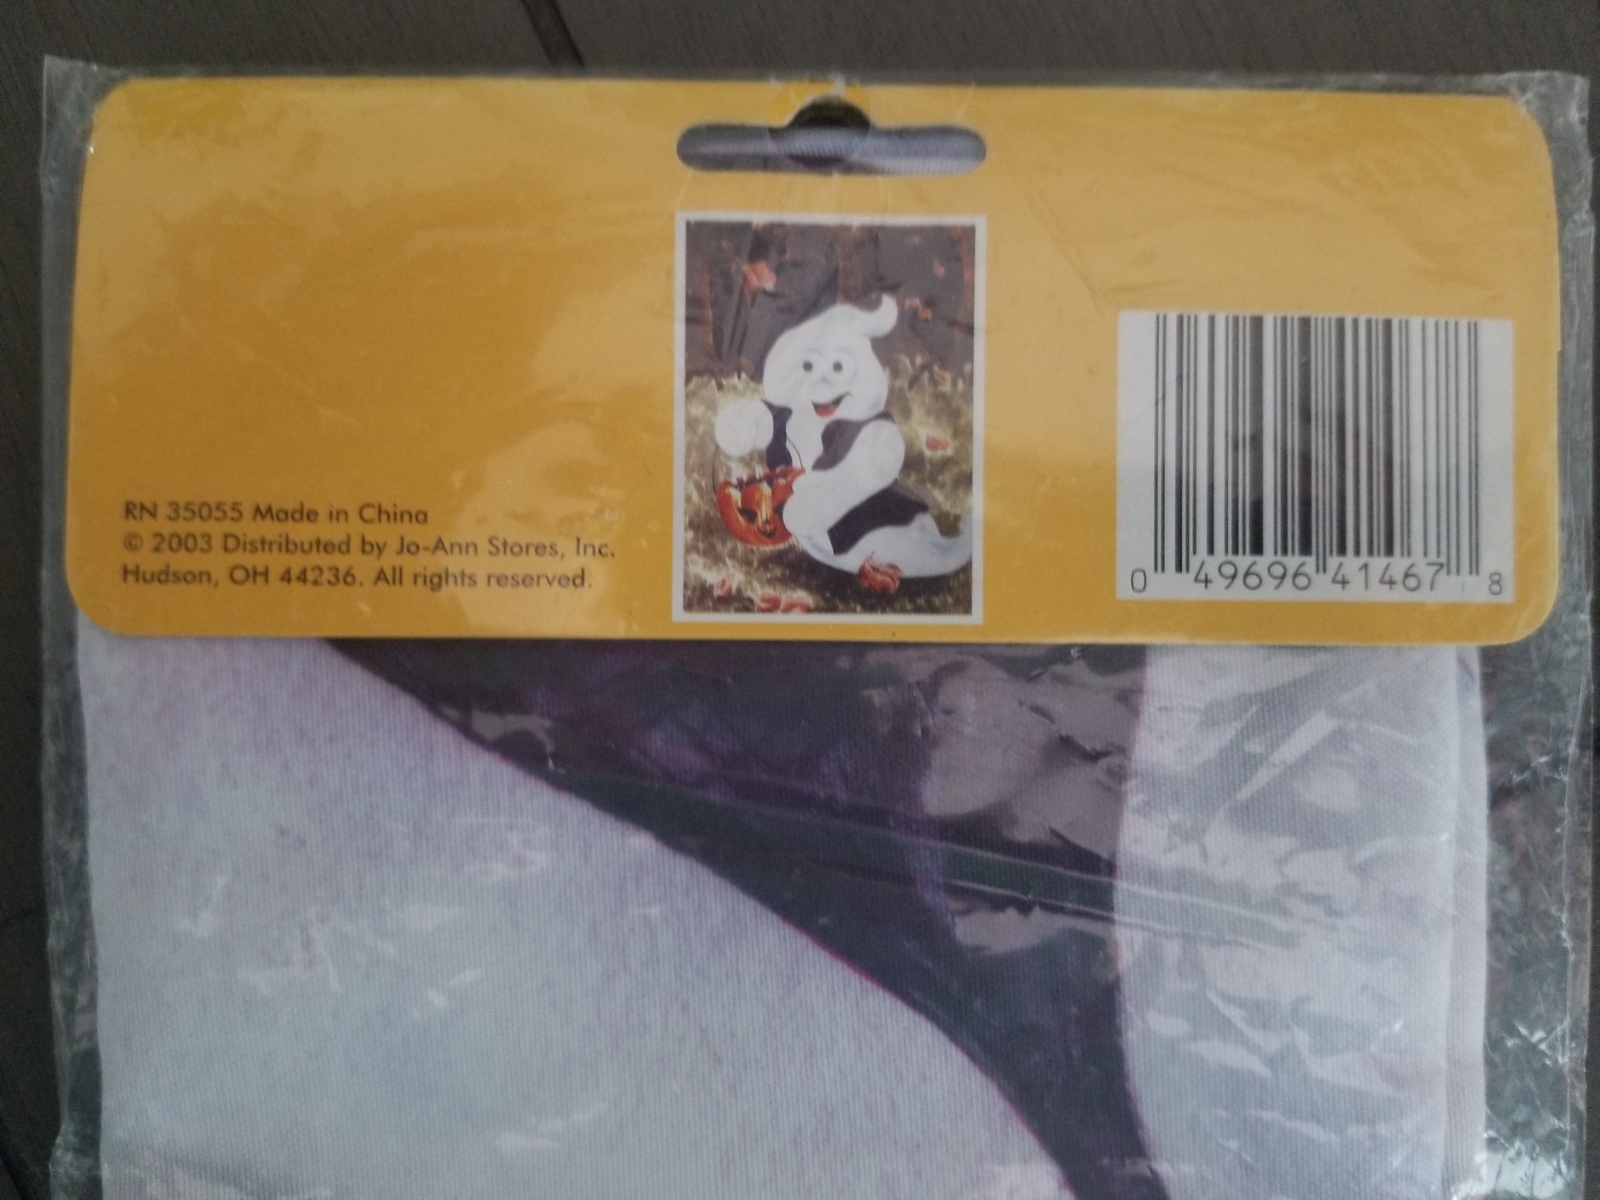 RN 35055 Made in China
© 2003 Distributed by Jo-Ann Stores, Inc.
Hudson, OH 44236. All rights reserved.
0 49696 41467 8